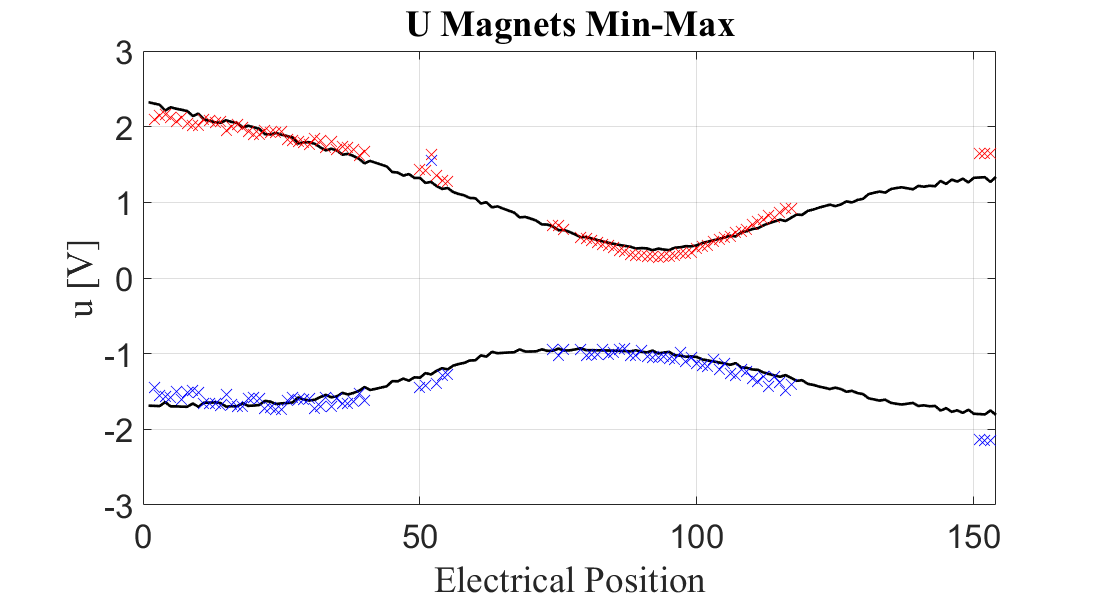 U Magnets Min-Max
3
2
1
0
-1
-2
-3
u [V]
0 50 100 150
Electrical Position